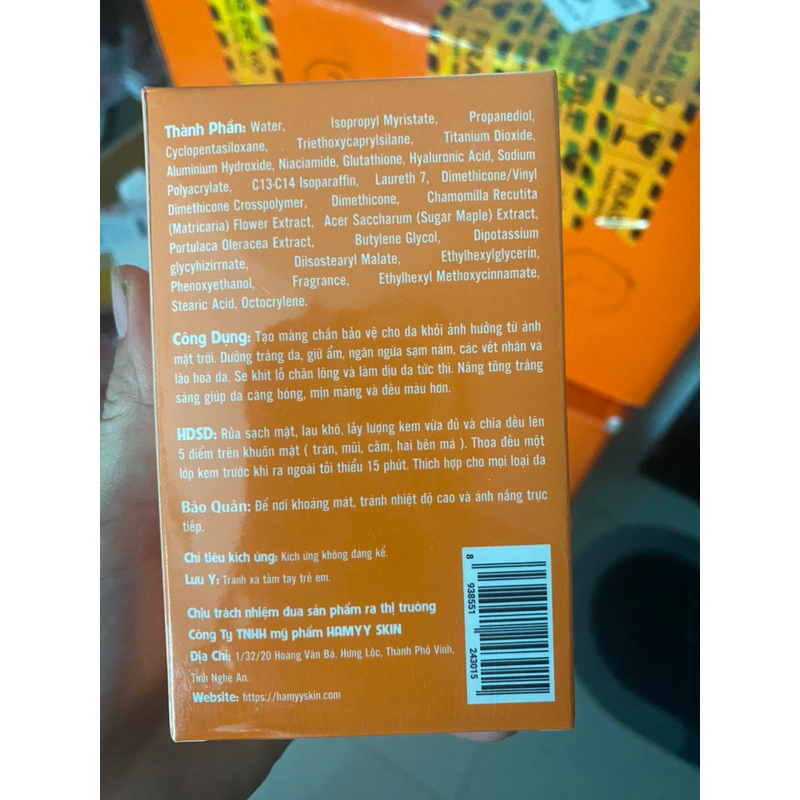 Thành Phần: Water, Isopropyl Myristate, Propanediol,
Cyclopentasiloxane, Triethoxycaprylsilane, Titanium Dioxide,
Aluminium Hydroxide, Niaciamide, Glutathione, Hyaluronic Acid, Sodium
Polyacrylate, C13-C14 Isoparaffin, Laureth 7, Dimethicone/Vinyl
Dimethicone Crosspolymer, Dimethicone, Chamomilla Recutita
(Matricaria) Flower Extract, Acer Saccharum (Sugar Maple) Extract,
Portulaca Oleracea Extract, Butylene Glycol, Dipotassium
glycyhizirrnate, Diisostearyl Malate, Ethylhexylglycerin,
Phenoxyethanol, Fragrance, Ethylhexyl Methoxycinnamate,
Stearic Acid, Octocrylene.
Công Dụng: Tạo màng chắn bảo vệ cho da khỏi ảnh hưởng từ ánh
mặt trời. Dưỡng trắng da, giữ ẩm, ngăn ngừa sạm nám, các vết nhăn và
lão hoá da. Se khít lỗ chân lông và làm dịu da tức thì. Nâng tông trắng
sáng giúp da căng bóng, mịn màng và đều màu hơn.
HDSD: Rửa sạch mặt, lau khô, lấy lượng kem vừa đủ và chia đều lên
5 điểm trên khuôn mặt ( trán, mũi, cằm, hai bên má ). Thoa đều một
lớp kem trước khi ra ngoài tối thiểu 15 phút. Thích hợp cho mọi loại da
Bảo Quản: Để nơi khoáng mát, tránh nhiệt độ cao và ánh nắng trực
tiếp.
Chỉ tiêu kích ứng: Kích ứng không đáng kể.
Lưu Ý: Tránh xa tầm tay trẻ em.
Chịu trách nhiệm đưa sản phẩm ra thị trường
Công Ty TNHH mỹ phẩm HAMYY SKIN
Địa Chỉ: 1/32/20 Hoàng Văn Bá, Hưng Lộc, Thành Phố Vinh,
Tỉnh Nghệ An.
Website: https://hamyyskin.com
8 938551 243015